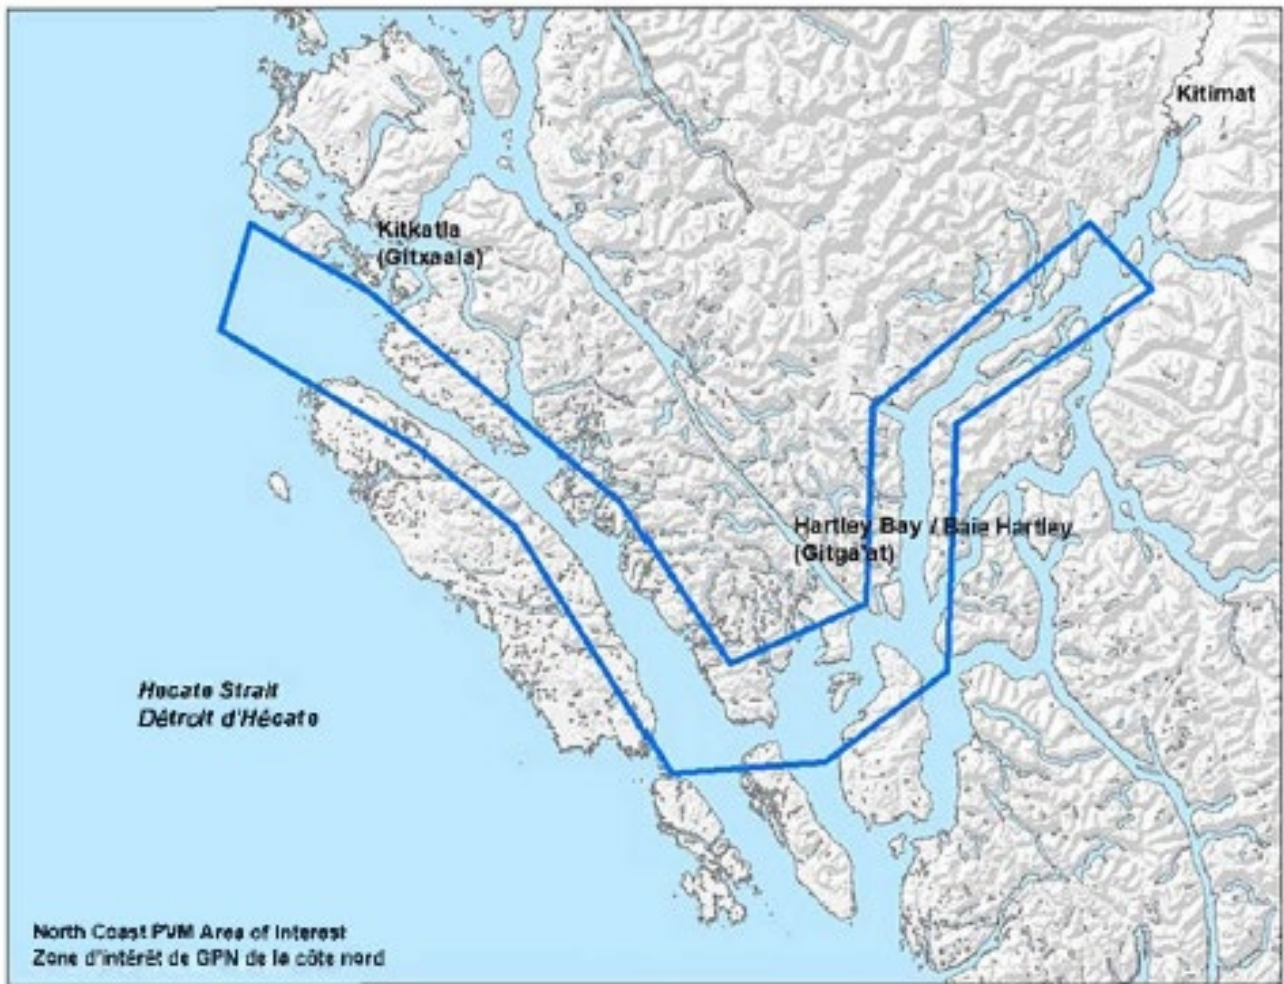 Kitimat
Kitkatla
(Gitxaala)
Hartley Bay / Baie Hartley
(Gitga'at)
Hecate Strait
Détroit d'Hécate
North Coast PVM Area of Interest
Zone d'intérêt de GPN de la côte nord